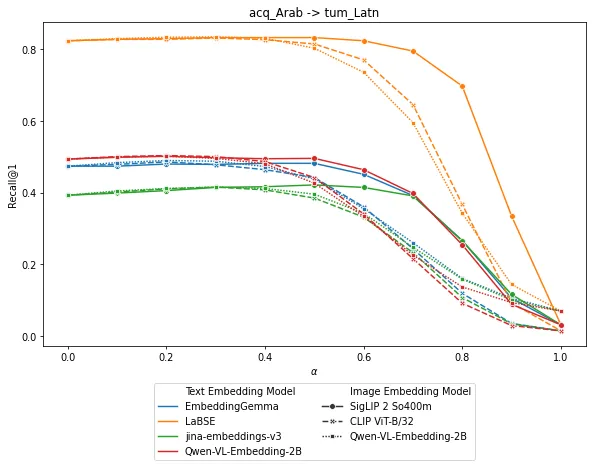 acq_Arab -> tum_Latn
Recall@1
0.8
0.6
0.4
0.2
0.0
0.0 0.2 0.4 0.6 0.8 1.0
α
Text Embedding Model Image Embedding Model
EmbeddingGemma SigLIP 2 So400m
LaBSE CLIP ViT-B/32
jina-embeddings-v3 Qwen-VL-Embedding-2B
Qwen-VL-Embedding-2B